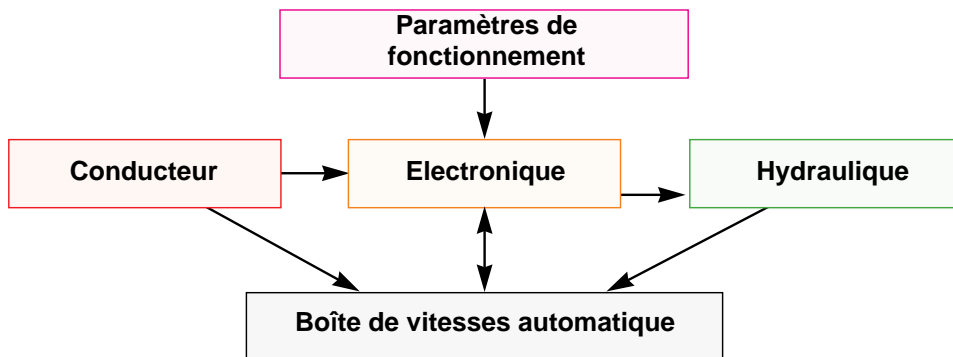 Paramètres de
fonctionnement
Conducteur
Electronique
Hydraulique
Boîte de vitesses automatique